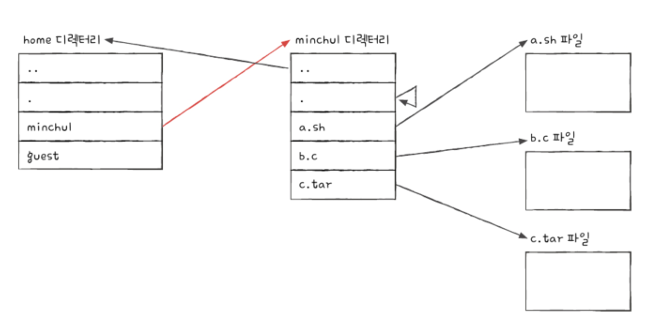 home 디렉터리
..
.
minchul
guest
minchul 디렉터리
..
.
a.sh
b.c
c.tar
a.sh 파일
b.c 파일
c.tar 파일